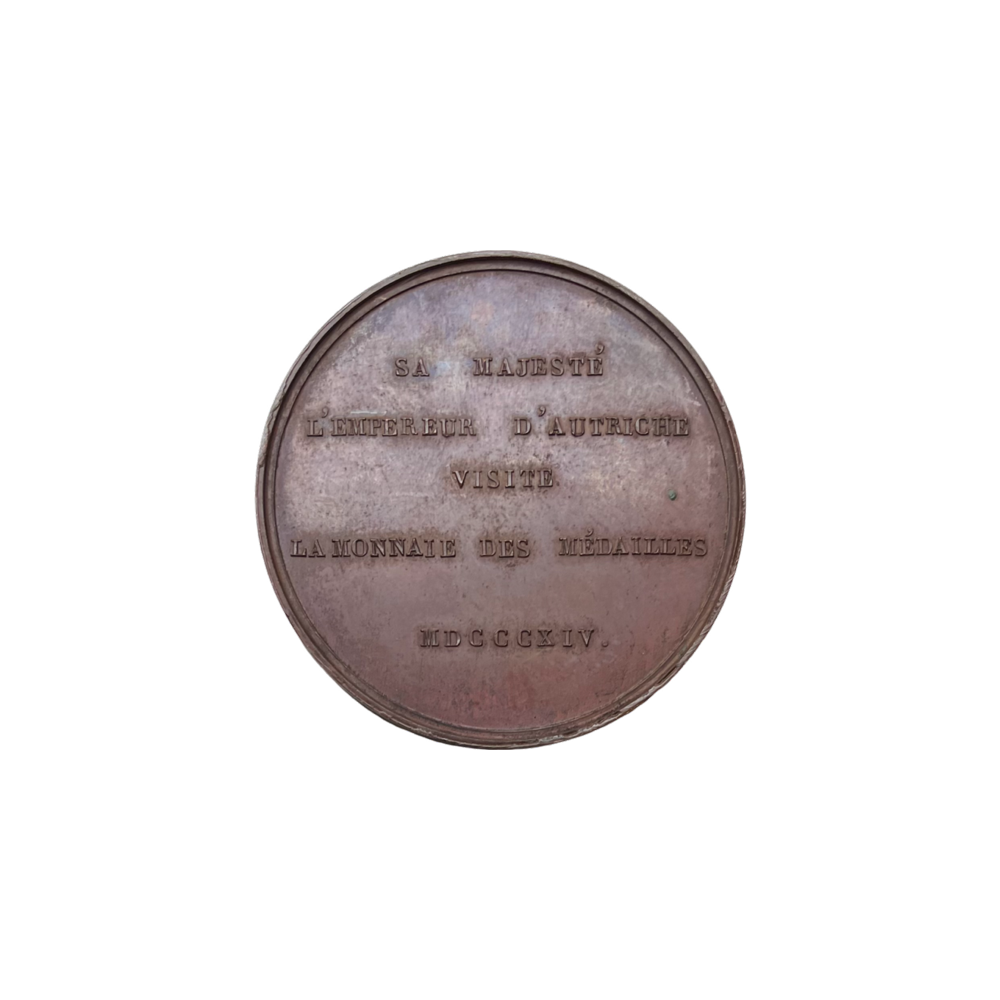 SA MAJESTÉ
L'EMPEREUR D'AUTRICHE
VISITE
LA MONNAIE DES MÉDAILLES
MDCCCXIV.